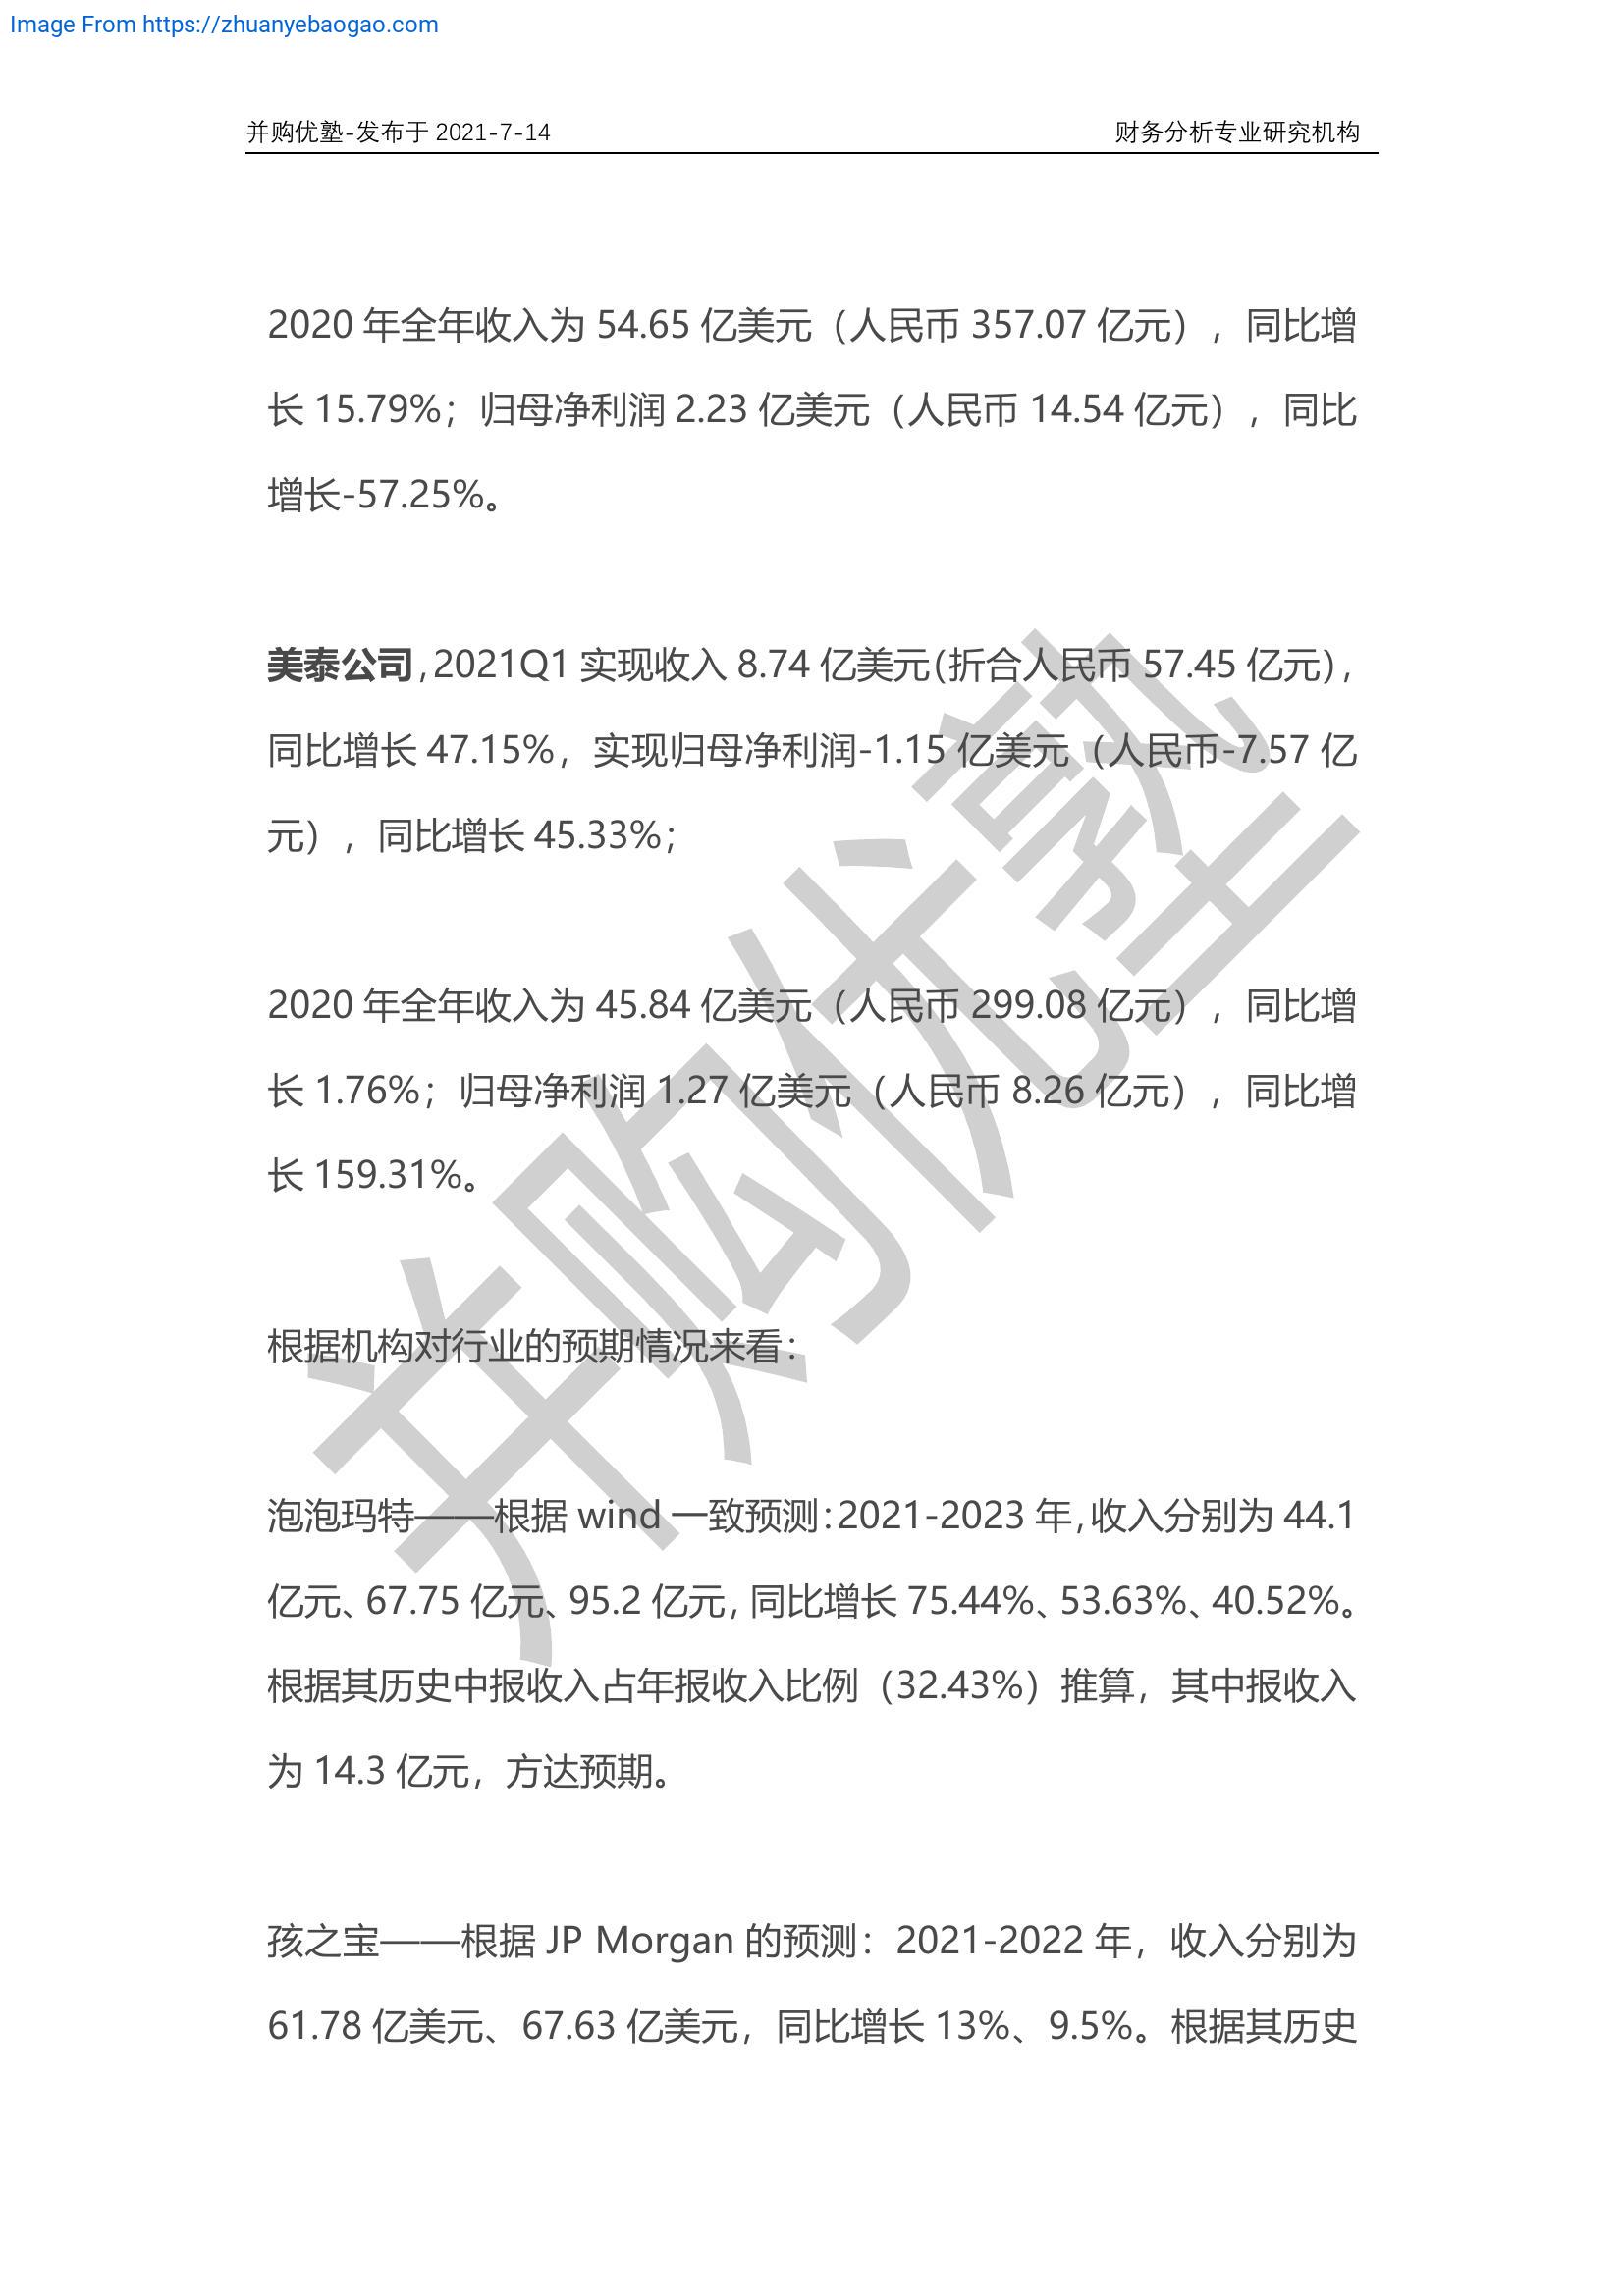 Image From https://zhuanyebaogao.com
并购优塾-发布于 2021-7-14 财务分析专业研究机构
2020 年全年收入为 54.65 亿美元（人民币 357.07 亿元），同比增
长 15.79%；归母净利润 2.23 亿美元（人民币 14.54 亿元），同比
增长-57.25%。
美泰公司，2021Q1 实现收入 8.74 亿美元（折合人民币 57.45 亿元），
同比增长 47.15%，实现归母净利润-1.15 亿美元（人民币-7.57 亿
元），同比增长 45.33%；
2020 年全年收入为 45.84 亿美元（人民币 299.08 亿元），同比增
长 1.76%；归母净利润 1.27 亿美元（人民币 8.26 亿元），同比增
长 159.31%。
根据机构对行业的预期情况来看：
泡泡玛特——根据 wind 一致预测：2021-2023 年，收入分别为 44.1
亿元、67.75 亿元、95.2 亿元，同比增长 75.44%、53.63%、40.52%。
根据其历史中报收入占年报收入比例（32.43%）推算，其中报收入
为 14.3 亿元，方达预期。
孩之宝——根据 JP Morgan 的预测：2021-2022 年，收入分别为
61.78 亿美元、67.63 亿美元，同比增长 13%、9.5%。根据其历史
并购优塾